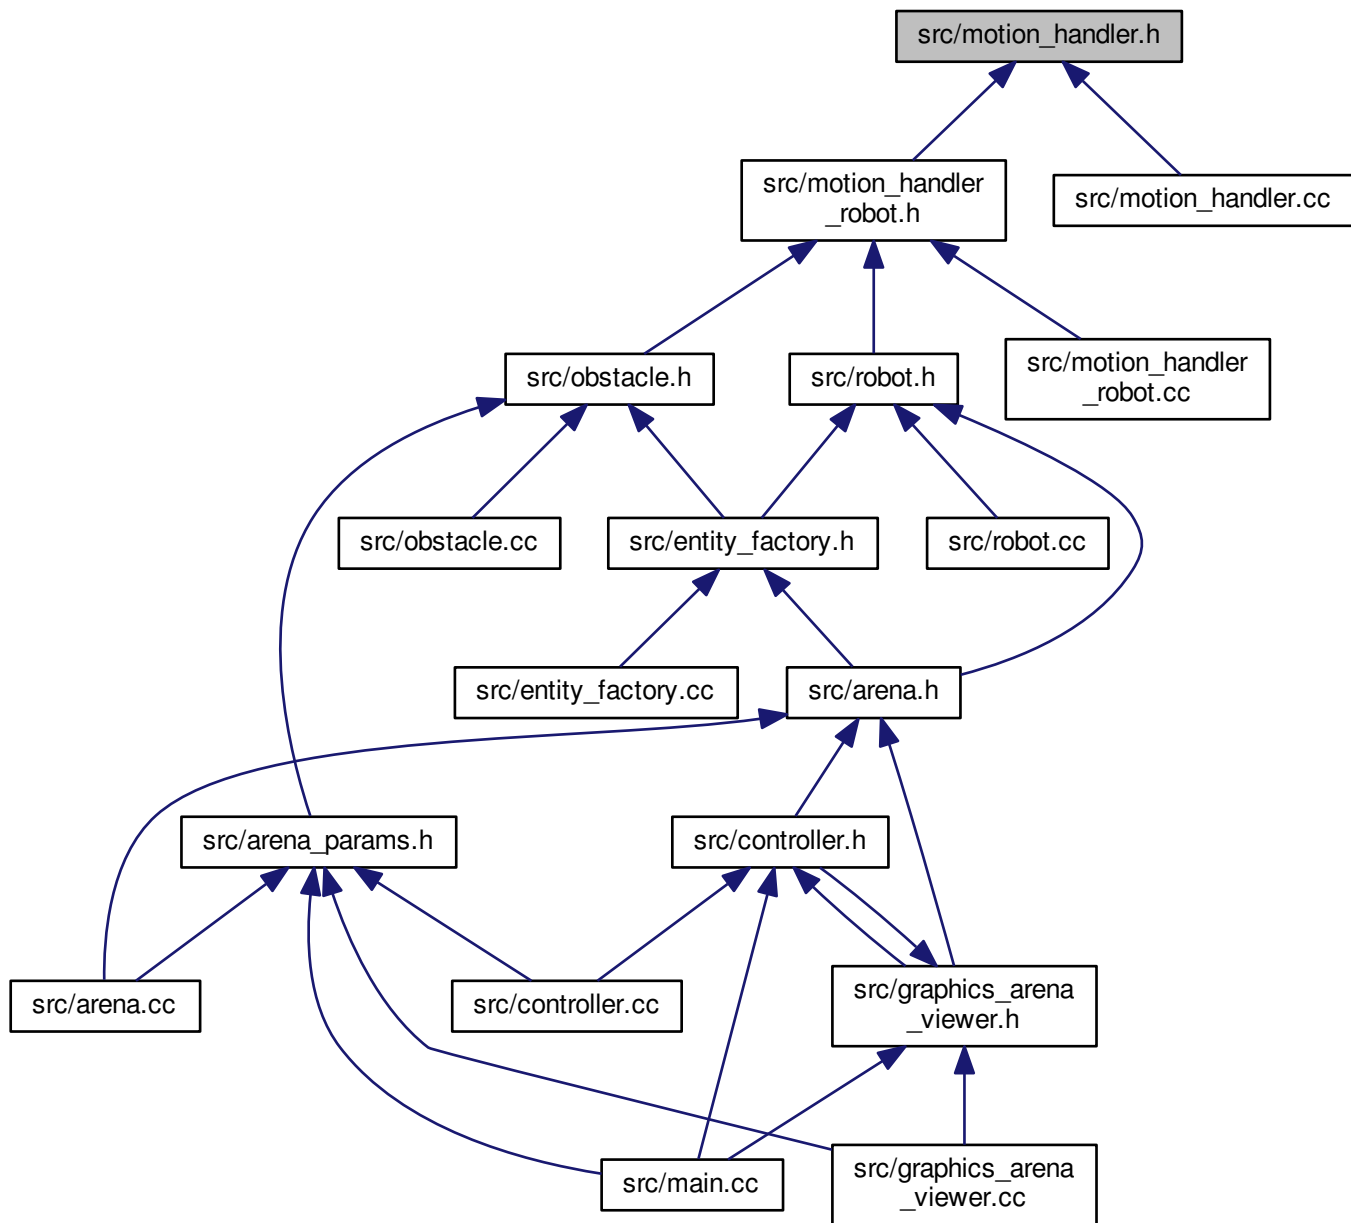 src/motion_handler.h
src/motion_handler
_robot.h
src/motion_handler.cc
src/obstacle.h
src/robot.h
src/motion_handler
_robot.cc
src/obstacle.cc
src/entity_factory.h
src/robot.cc
src/entity_factory.cc
src/arena.h
src/arena_params.h
src/controller.h
src/arena.cc
src/controller.cc
src/graphics_arena
_viewer.h
src/main.cc
src/graphics_arena
_viewer.cc